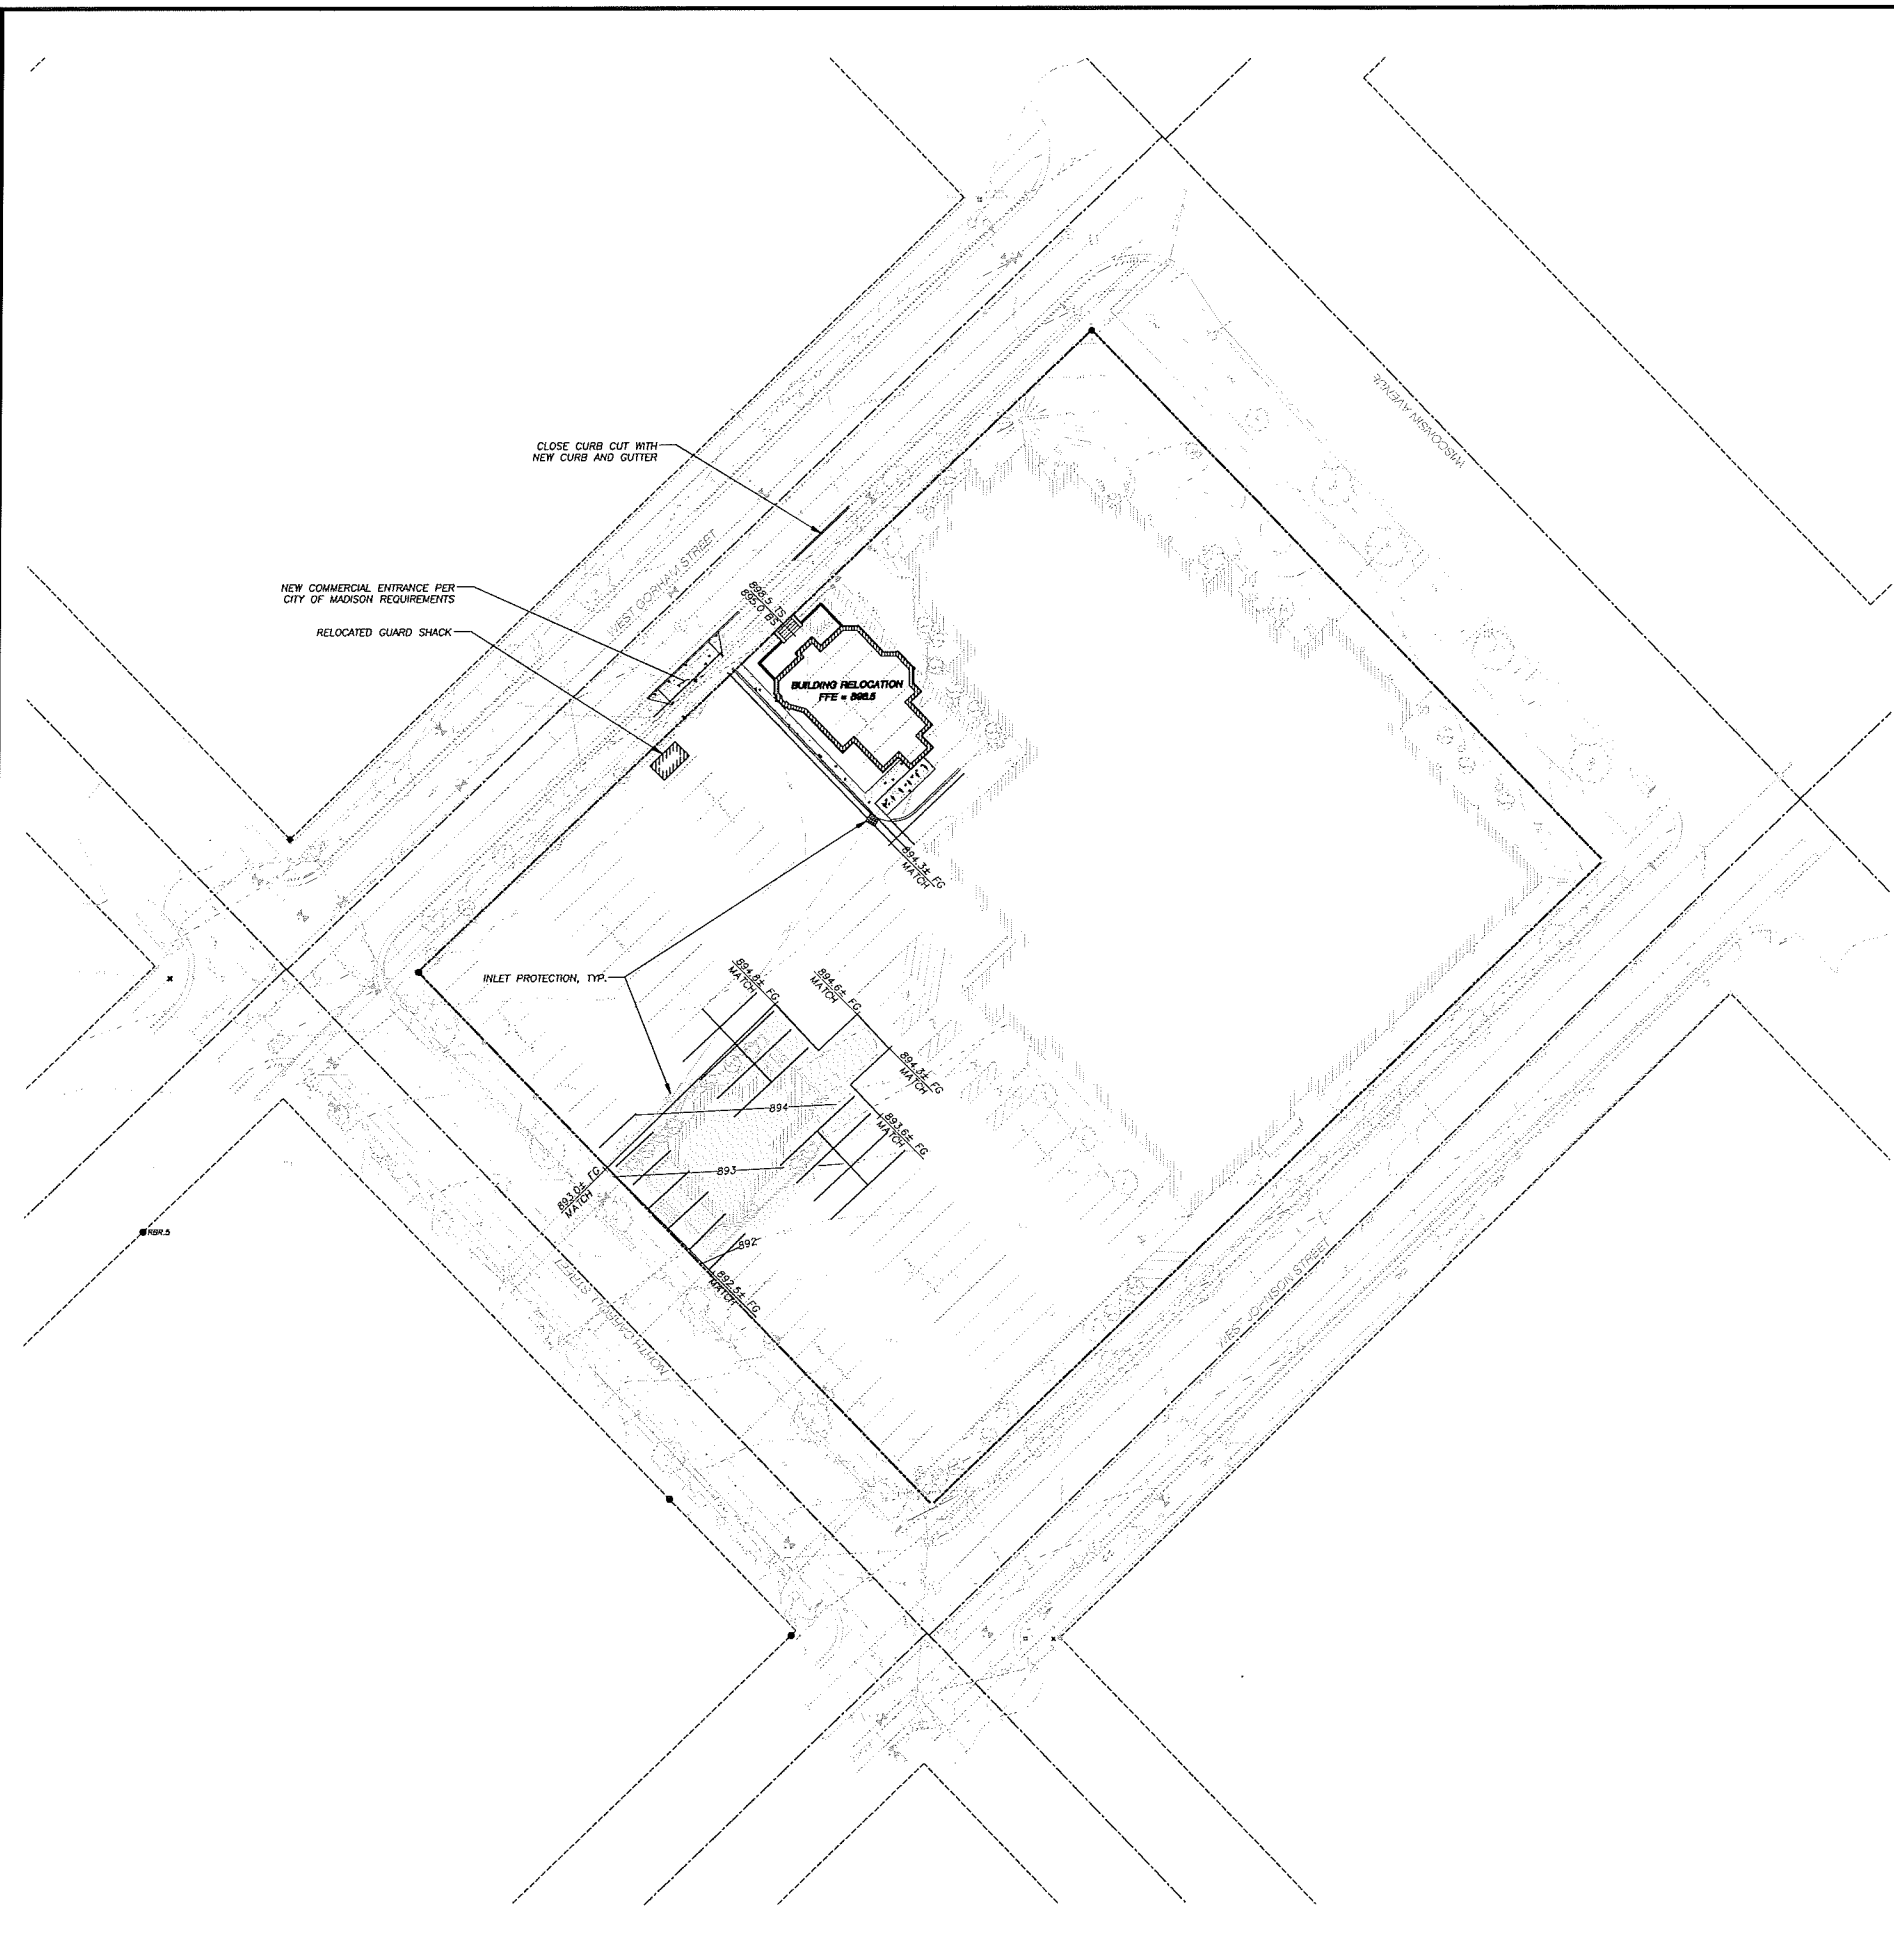 WISCONSIN AVENUE
CLOSE CURB CUT WITH
NEW CURB AND GUTTER
WEST GORHAM STREET
NEW COMMERCIAL ENTRANCE PER
CITY OF MADISON REQUIREMENTS
RELOCATED GUARD SHACK
898.5 TS
895.0 BS
BUILDING RELOCATION
FFE = 898.5
894.3± FG
MATCH
INLET PROTECTION, TYP.
894.8± FG
MATCH
894.6± FG
MATCH
894.3± FG
MATCH
894
893.6± FG
MATCH
893
893.0± FG
MATCH
892
892.5± FG
MATCH
NORTH CARROLL STREET
WEST JOHNSON STREET